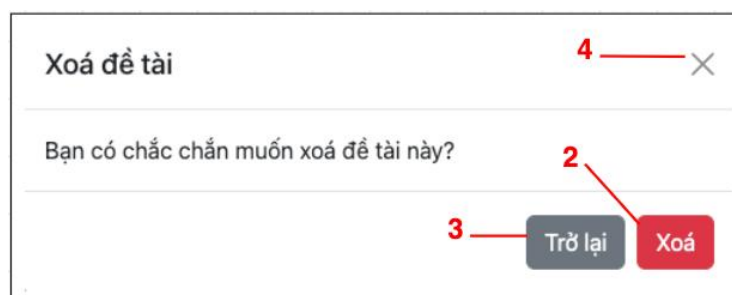 Xoá đề tài 4
Bạn có chắc chắn muốn xoá đề tài này?
2
3 Trở lại Xoá